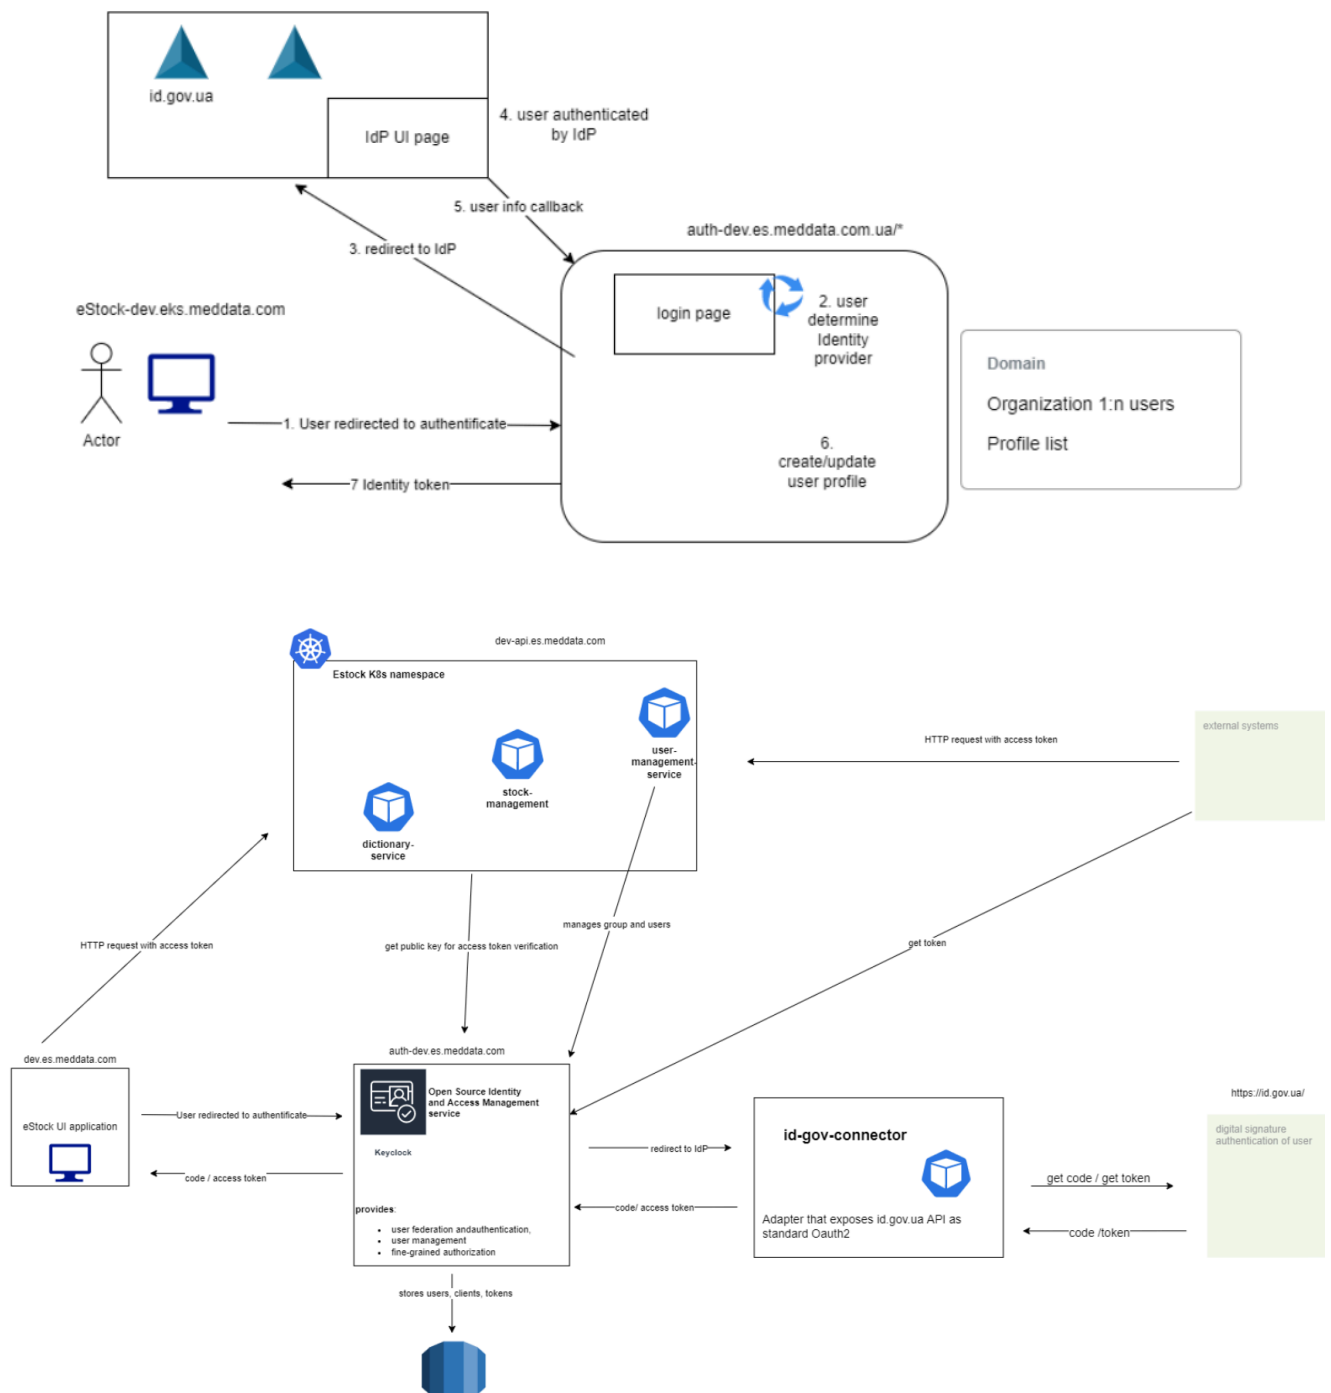 id.gov.ua
IdP UI page
4. user authenticated
by IdP
5. user info callback
3. redirect to IdP
auth-dev.es.meddata.com.ua/*
login page
2. user
determine
Identity
provider
eStock-dev.eks.meddata.com
Actor
1. User redirected to authentificate
7 Identity token
6.
create/update
user profile
Domain
Organization 1:n users
Profile list
dev-api.es.meddata.com
Estock K8s namespace
user-
management-
service
stock-
management
dictionary-
service
HTTP request with access token
external systems
HTTP request with access token
get public key for access token verification
manages group and users
get token
dev.es.meddata.com
eStock UI application
User redirected to authentificate
code / access token
auth-dev.es.meddata.com
Open Source Identity
and Access Management
service
Keyclock
provides:
user federation andauthentication,
user management
fine-grained authorization
redirect to IdP
code/ access token
id-gov-connector
Adapter that exposes id.gov.ua API as
standard Oauth2
get code / get token
code /token
https://id.gov.ua/
digital signature
authentication of user
stores users, clients, tokens